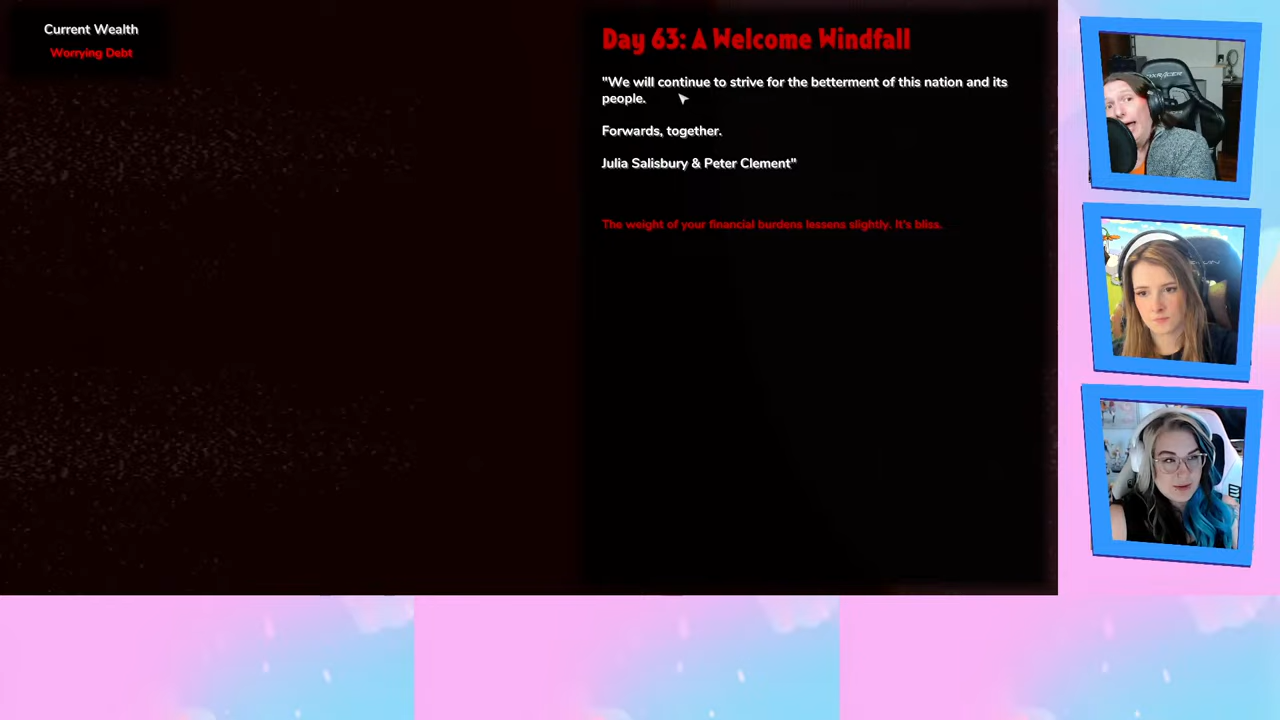 Current Wealth
Worrying Debt
Day 63: A Welcome Windfall
"We will continue to strive for the betterment of this nation and its
people.
Forwards, together.
Julia Salisbury & Peter Clement"
The weight of your financial burdens lessens slightly. It's bliss.